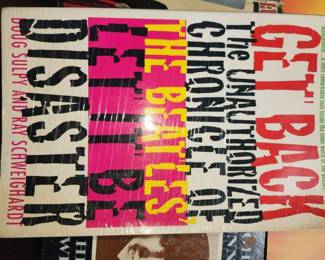 GET BACK
The UNAUTHORIZED
CHRONICLE OF
THE BEATLES'
LET IT BE
DISASTER
DOUG SULPY AND RAY SCHWEIGHARDT